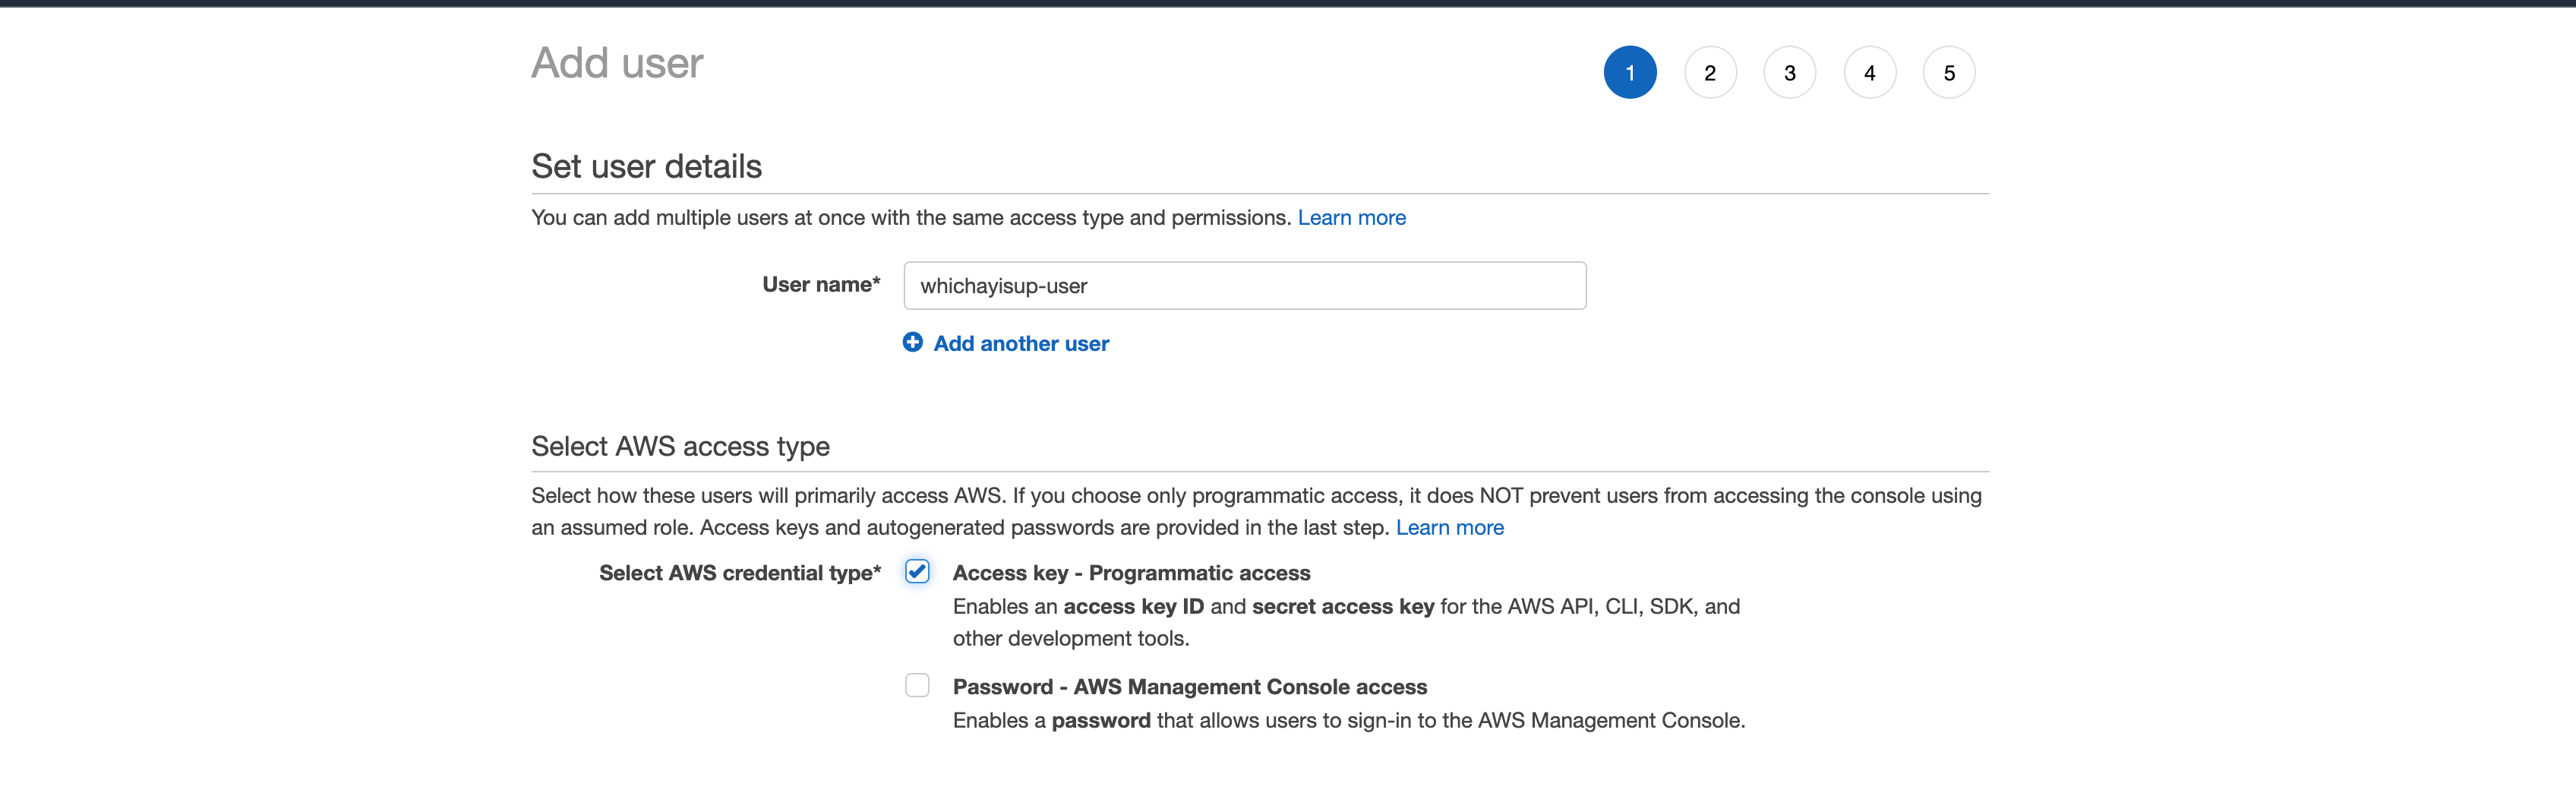 Add user
1 2 3 4 5
Set user details
You can add multiple users at once with the same access type and permissions. Learn more
User name* whichayisup-user
Add another user
Select AWS access type
Select how these users will primarily access AWS. If you choose only programmatic access, it does NOT prevent users from accessing the console using
an assumed role. Access keys and autogenerated passwords are provided in the last step. Learn more
Select AWS credential type* Access key - Programmatic access
Enables an access key ID and secret access key for the AWS API, CLI, SDK, and
other development tools.
Password - AWS Management Console access
Enables a password that allows users to sign-in to the AWS Management Console.